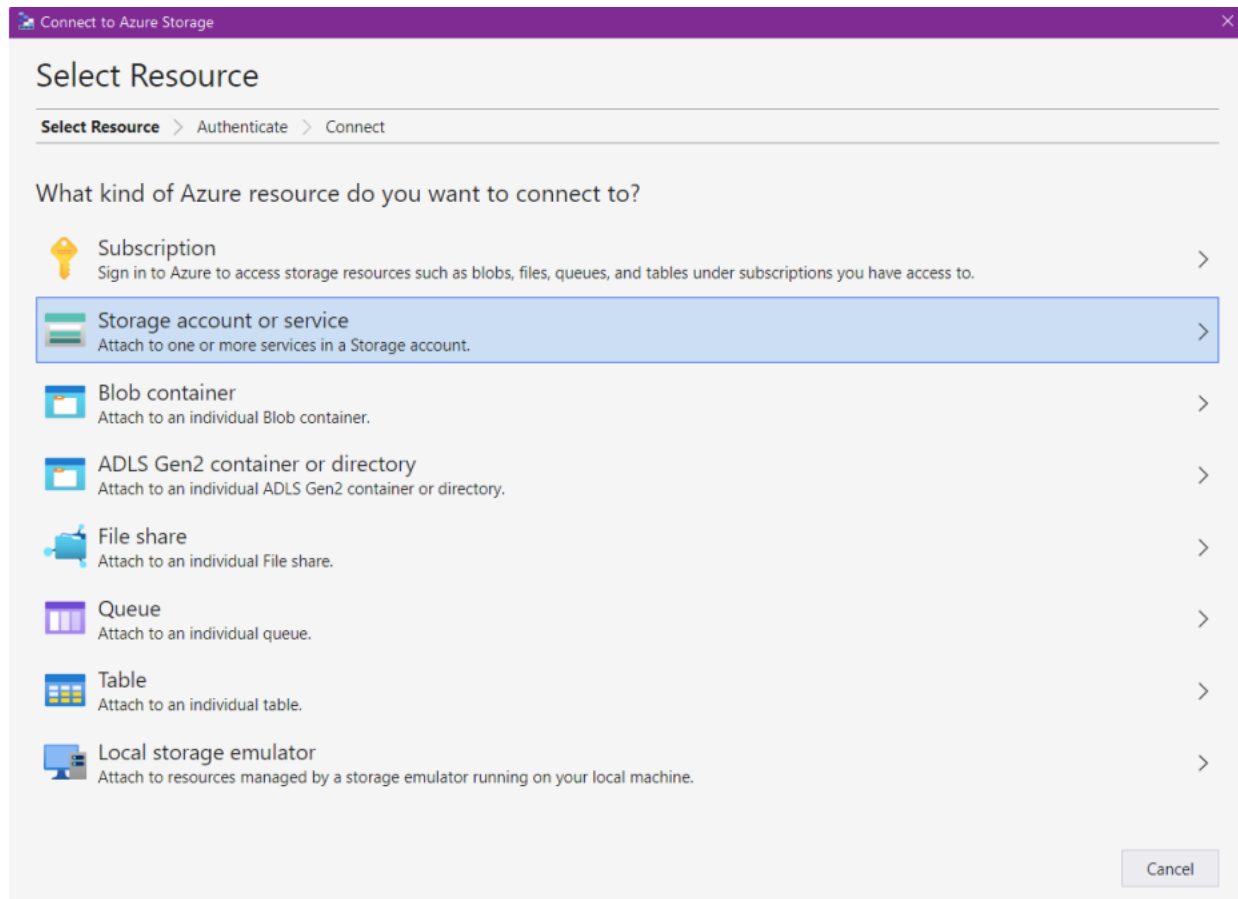 Connect to Azure Storage
Select Resource
Select Resource > Authenticate > Connect
What kind of Azure resource do you want to connect to?
Subscription
Sign in to Azure to access storage resources such as blobs, files, queues, and tables under subscriptions you have access to.
Storage account or service
Attach to one or more services in a Storage account.
Blob container
Attach to an individual Blob container.
ADLS Gen2 container or directory
Attach to an individual ADLS Gen2 container or directory.
File share
Attach to an individual File share.
Queue
Attach to an individual queue.
Table
Attach to an individual table.
Local storage emulator
Attach to resources managed by a storage emulator running on your local machine.
Cancel